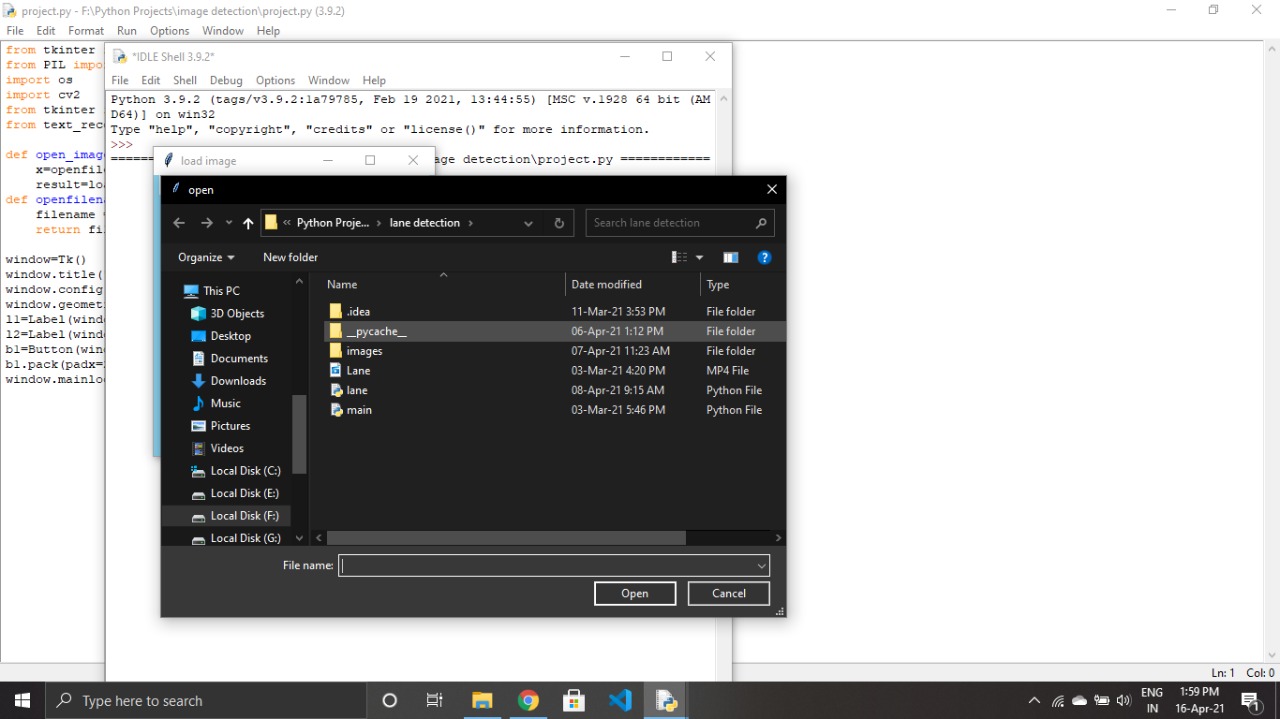 project.py - F:\Python Projects\image detection\project.py (3.9.2)
File Edit Format Run Options Window Help
from tkinter
from PIL impo
import os
import cv2
from tkinter
from text_rec
def open_imag
x=openfil
result=loa
def openfilen
filename
return fi
window=Tk()
window.title(
window.config
window.geomet
l1=Label(wind
l2=Label(wind
b1=Button(win
b1.pack(padx=
window.mainloo
*IDLE Shell 3.9.2*
File Edit Shell Debug Options Window Help
Python 3.9.2 (tags/v3.9.2:1a79785, Feb 19 2021, 13:44:55) [MSC v.1928 64 bit (AM
D64)] on win32
Type "help", "copyright", "credits" or "license()" for more information.
>>>
age detection\project.py ============
load image
open
« Python Proje... › lane detection ›
Search lane detection
Organize
New folder
This PC
3D Objects
Desktop
Documents
Downloads
Music
Pictures
Videos
Local Disk (C:)
Local Disk (E:)
Local Disk (F:)
Local Disk (G:)
Name Date modified Type
.idea 11-Mar-21 3:53 PM File folder
__pycache__ 06-Apr-21 1:12 PM File folder
images 07-Apr-21 11:23 AM File folder
Lane 03-Mar-21 4:20 PM MP4 File
lane 08-Apr-21 9:15 AM Python File
main 03-Mar-21 5:46 PM Python File
File name:
Open Cancel
Ln: 1 Col: 0
Type here to search
ENG
IN
1:59 PM
16-Apr-21
1